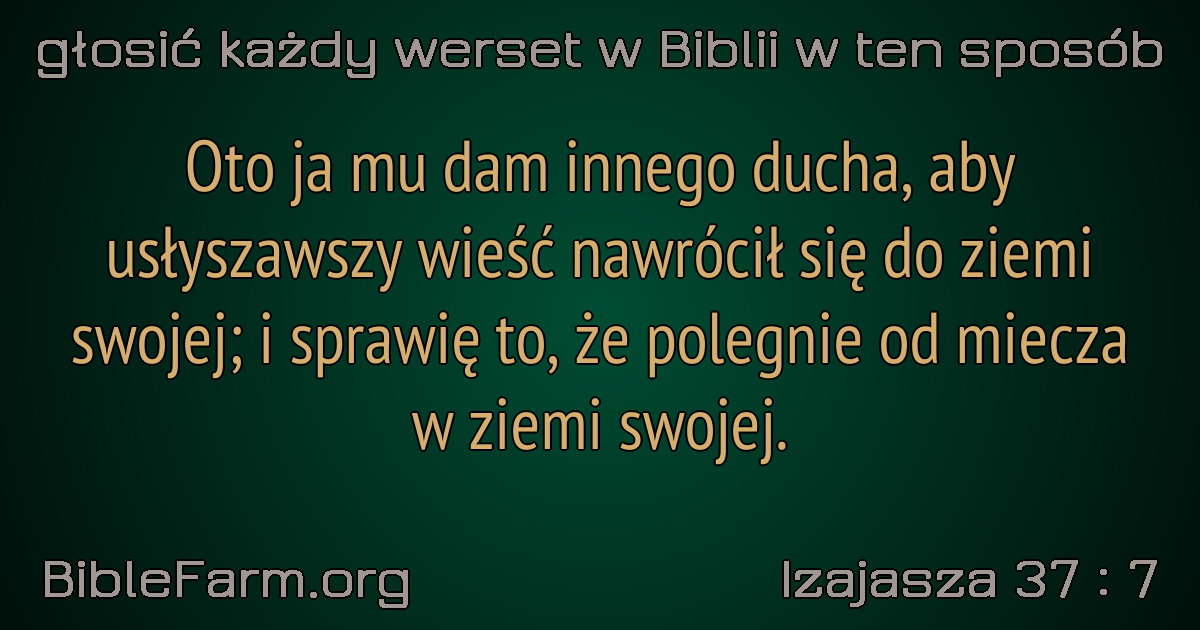 głosić każdy werset w Biblii w ten sposób
Oto ja mu dam innego ducha, aby
usłyszawszy wieść nawrócił się do ziemi
swojej; i sprawię to, że polegnie od miecza
w ziemi swojej.
BibleFarm.org
Izajasza 37 : 7